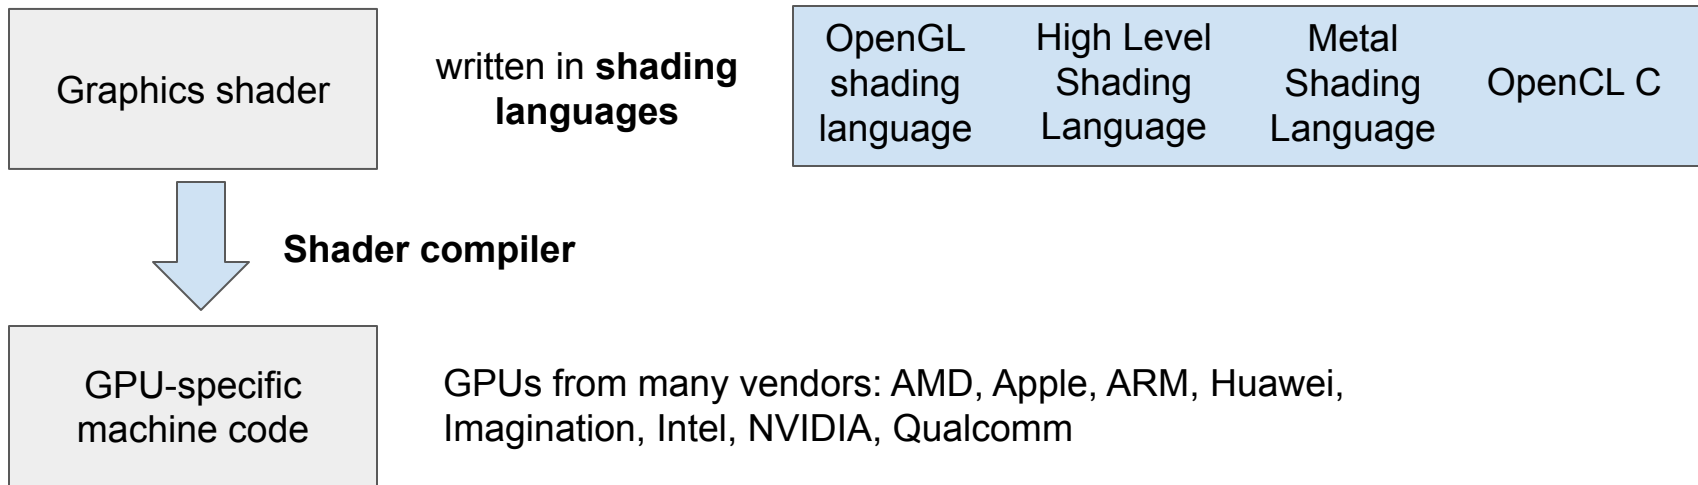 Graphics shader
written in shading
languages
OpenGL
shading
language
High Level
Shading
Language
Metal
Shading
Language
OpenCL C
Shader compiler
GPU-specific
machine code
GPUs from many vendors: AMD, Apple, ARM, Huawei,
Imagination, Intel, NVIDIA, Qualcomm